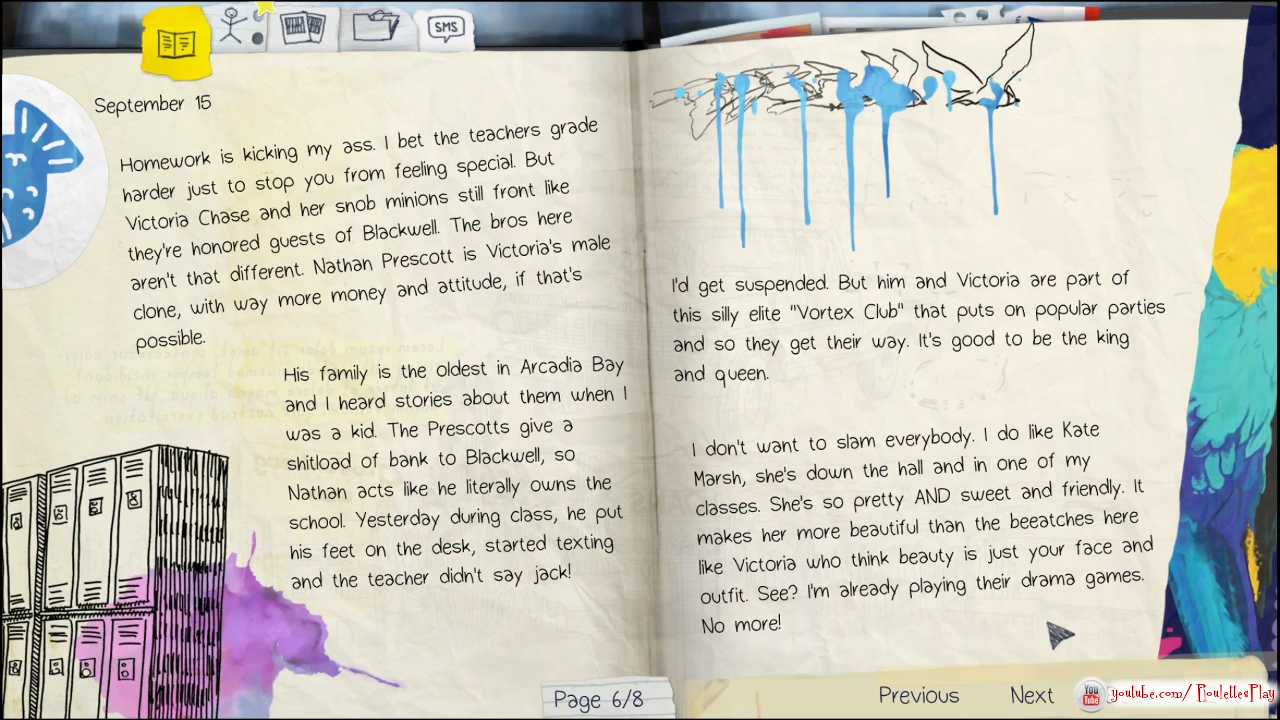 SMS
September 15
Homework is kicking my ass. I bet the teachers grade
harder just to stop you from feeling special. But
Victoria Chase and her snob minions still front like
they're honored guests of Blackwell. The bros here
aren't that different. Nathan Prescott is Victoria's male
clone, with way more money and attitude, if that's
possible.
His family is the oldest in Arcadia Bay
and I heard stories about them when I
was a kid. The Prescotts give a
shitload of bank to Blackwell, so
Nathan acts like he literally owns the
school. Yesterday during class, he put
his feet on the desk, started texting
and the teacher didn't say jack!
I'd get suspended. But him and Victoria are part of
this silly elite "Vortex Club" that puts on popular parties
and so they get their way. It's good to be the king
and queen.
I don't want to slam everybody. I do like Kate
Marsh, she's down the hall and in one of my
classes. She's so pretty AND sweet and friendly. It
makes her more beautiful than the beeatches here
like Victoria who think beauty is just your face and
outfit. See? I'm already playing their drama games.
No more!
Page 6/8
Previous
Next
You Tube
youtube.com/RoulettesPlay